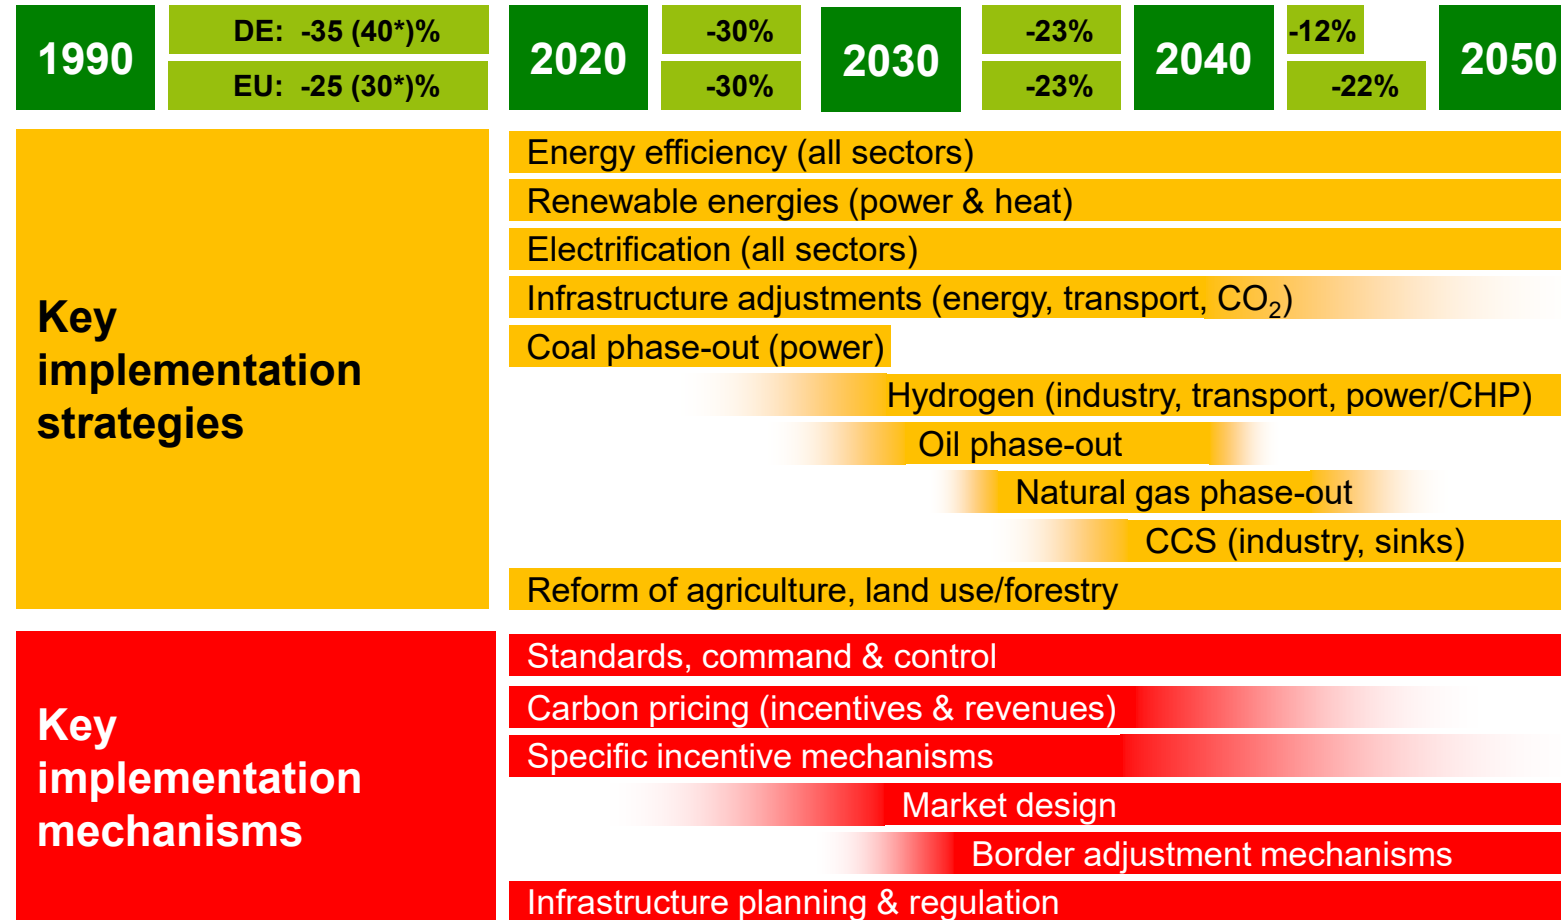 1990
DE: -35 (40*)%
EU: -25 (30*)%
2020
-30%
-30%
2030
-23%
-23%
2040
-12%
-22%
2050
Key
implementation
strategies
Energy efficiency (all sectors)
Renewable energies (power & heat)
Electrification (all sectors)
Infrastructure adjustments (energy, transport, CO₂)
Coal phase-out (power)
Hydrogen (industry, transport, power/CHP)
Oil phase-out
Natural gas phase-out
CCS (industry, sinks)
Reform of agriculture, land use/forestry
Key
implementation
mechanisms
Standards, command & control
Carbon pricing (incentives & revenues)
Specific incentive mechanisms
Market design
Border adjustment mechanisms
Infrastructure planning & regulation